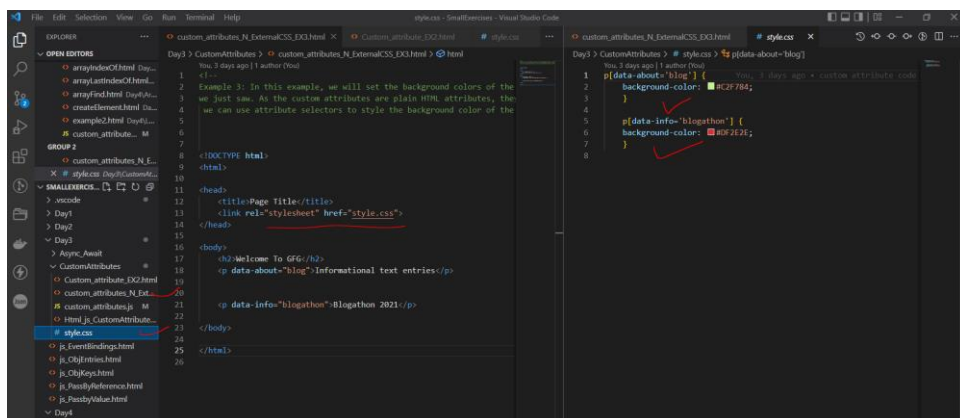 File Edit Selection View Go Run Terminal Help
style.css - SmallExercises - Visual Studio Code
EXPLORER
OPEN EDITORS
arrayIndexOf.html Day...
arrayLastIndexOf.html...
arrayFind.html Day4\Ar...
createElement.html Da...
example2.html Day4\J...
JS custom_attribute... M
GROUP 2
custom_attributes_N_E...
X # style.css Day3\CustomAt...
SMALLEXERCIS...
> .vscode
> Day1
> Day2
Day3
> Async_Await
CustomAttributes
Custom_attribute_EX2.html
custom_attributes_N_Ext...
JS custom_attributes.js M
Html_js_CustomAttribute...
# style.css
js_EventBindings.html
js_ObjEntries.html
js_ObjKeys.html
js_PassByReference.html
js_PassbyValue.html
Day4
custom_attributes_N_ExternalCSS_EX3.html X
Custom_attribute_EX2.html
# style.css
Day3 > CustomAttributes > custom_attributes_N_ExternalCSS_EX3.html > html
You, 3 days ago | 1 author (You)
1 <!--
2 Example 3: In this example, we will set the background colors of the
3 we just saw. As the custom attributes are plain HTML attributes, the
4 we can use attribute selectors to style the background color of the
5
6
7
8 <!DOCTYPE html>
9 <html>
10
11 <head>
12 <title>Page Title</title>
13 <link rel="stylesheet" href="style.css">
14 </head>
15
16 <body>
17 <h2>Welcome To GFG</h2>
18 <p data-about="blog">Informational text entries</p>
19
20
21 <p data-info="blogathon">Blogathon 2021</p>
22
23 </body>
24
25 </html>
26
custom_attributes_N_ExternalCSS_EX3.html
# style.css X
Day3 > CustomAttributes > # style.css > p[data-about='blog']
You, 3 days ago | 1 author (You)
1 p[data-about='blog'] { You, 3 days ago • custom attribute code
2 background-color: #C2F784;
3 }
4
5 p[data-info='blogathon'] {
6 background-color: #DF2E2E;
7 }
8